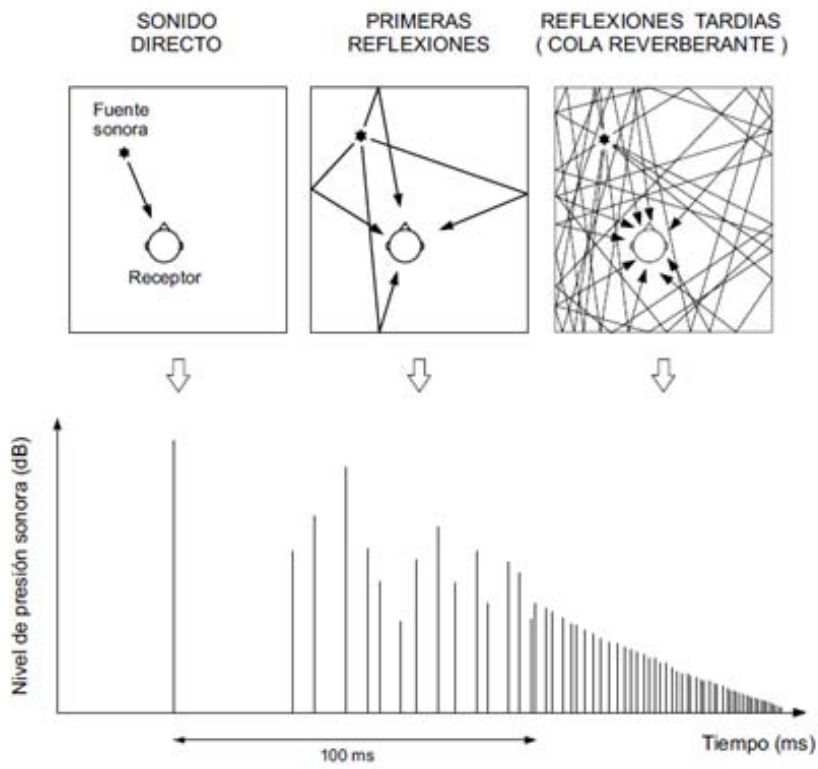 SONIDO
DIRECTO
PRIMERAS
REFLEXIONES
REFLEXIONES TARDIAS
( COLA REVERBERANTE )
Fuente
sonora
Receptor
Nivel de presión sonora (dB)
100 ms
Tiempo (ms)